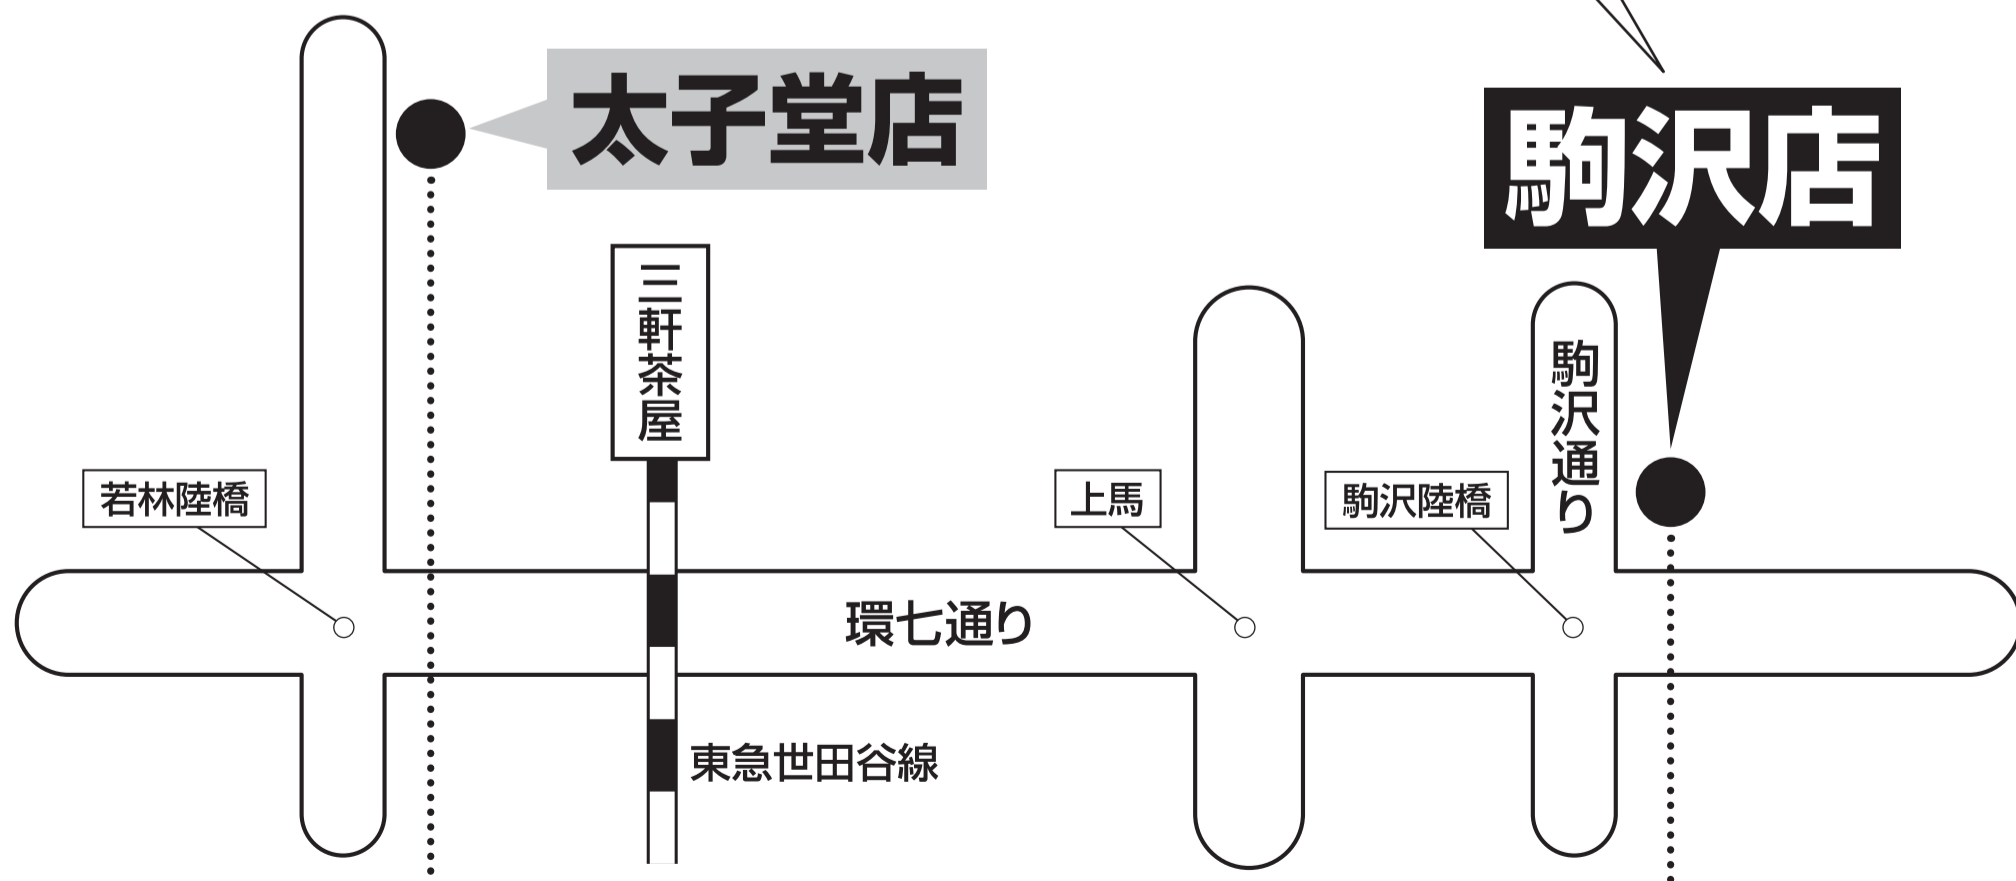 太子堂店
駒沢店
三軒茶屋
駒沢通り
若林陸橋
上馬
駒沢陸橋
環七通り
東急世田谷線